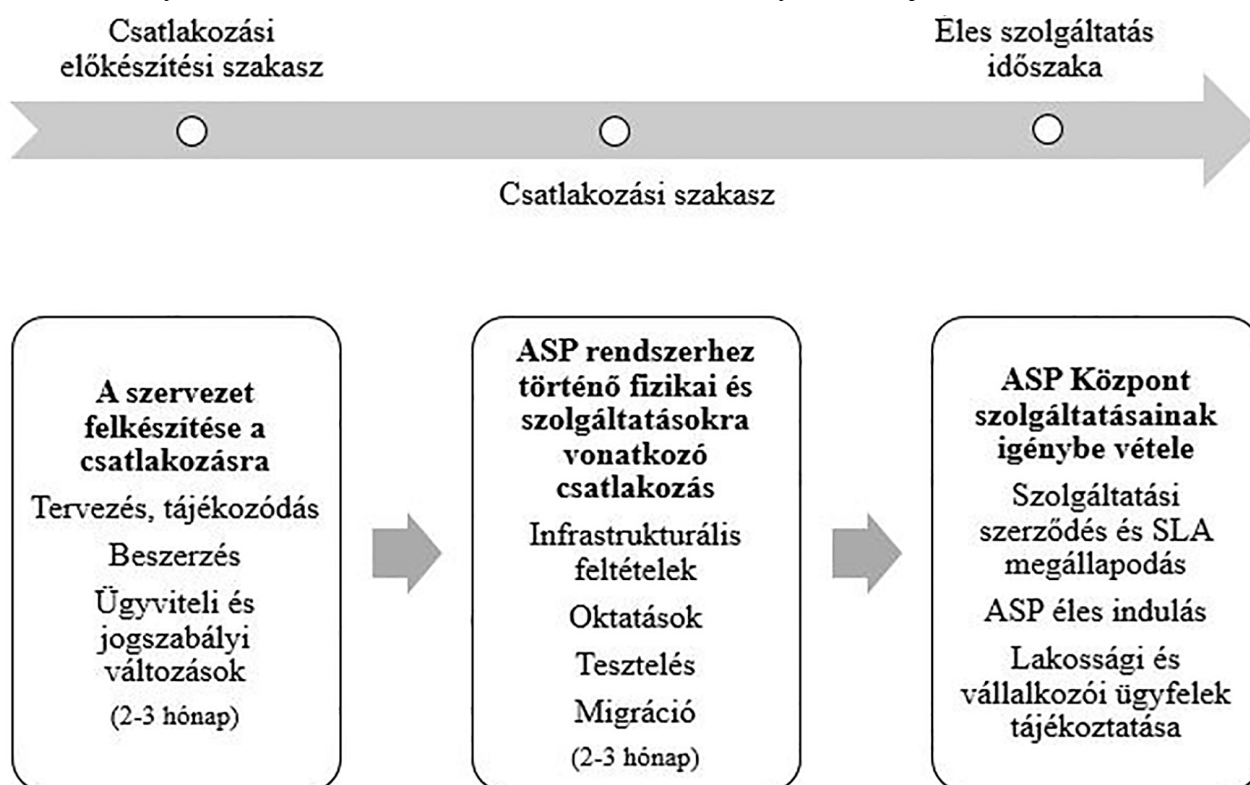 Csatlakozási
előkészítési szakasz
Éles szolgáltatás
időszaka
Csatlakozási szakasz
A szervezet
felkészítése a
csatlakozásra
Tervezés, tájékozódás
Beszerzés
Ügyviteli és
jogszabályi
változások
(2-3 hónap)
ASP rendszerhez
történő fizikai és
szolgáltatásokra
vonatkozó
csatlakozás
Infrastrukturális
feltételek
Oktatások
Tesztelés
Migráció
(2-3 hónap)
ASP Központ
szolgáltatásainak
igénybe vétele
Szolgáltatási
szerződés és SLA
megállapodás
ASP éles indulás
Lakossági és
vállalkozói ügyfelek
tájékoztatása